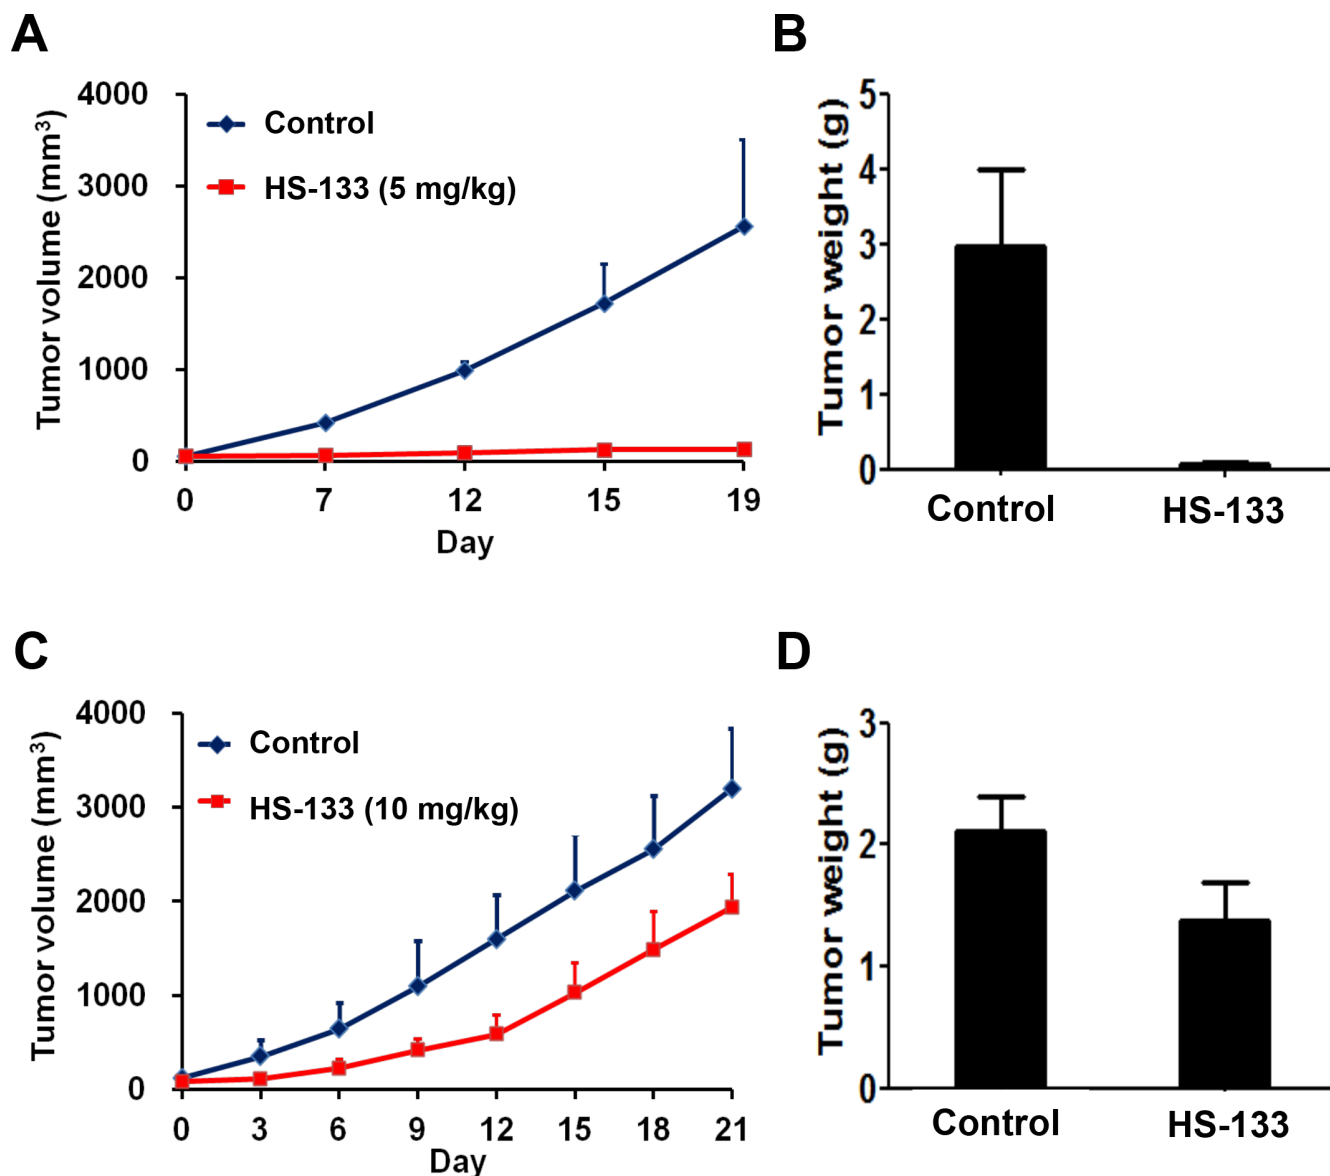 A
Tumor volume (mm³)
4000
3000
2000
1000
0
Control
HS-133 (5 mg/kg)
0 7 12 15 19
Day
B
Tumor weight (g)
5
4
3
2
1
0
Control HS-133
C
Tumor volume (mm³)
4000
3000
2000
1000
0
Control
HS-133 (10 mg/kg)
0 3 6 9 12 15 18 21
Day
D
Tumor weight (g)
3
2
1
0
Control HS-133